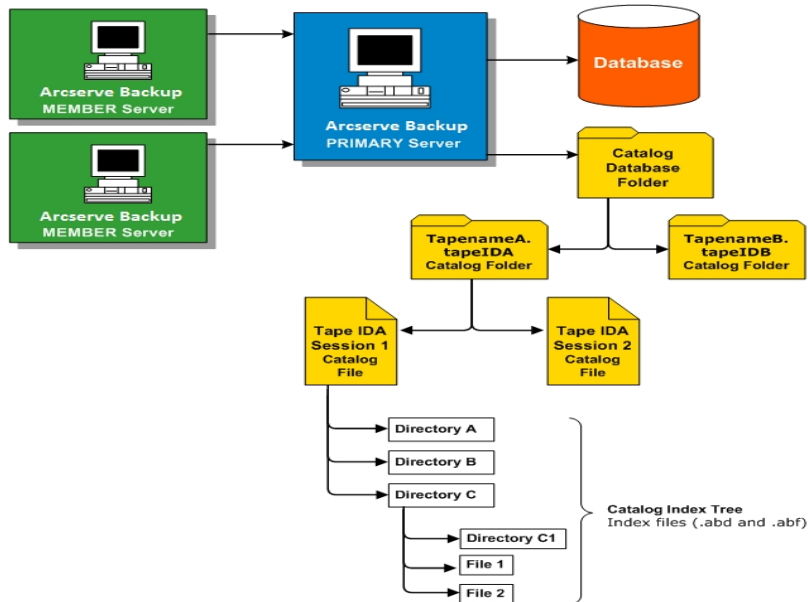 Arcserve Backup
MEMBER Server
Arcserve Backup
MEMBER Server
Arcserve Backup
PRIMARY Server
Database
Catalog
Database
Folder
TapenameA.
tapeIDA
Catalog Folder
TapenameB.
tapeIDB
Catalog Folder
Tape IDA
Session 1
Catalog
File
Tape IDA
Session 2
Catalog
File
Directory A
Directory B
Directory C
Directory C1
File 1
File 2
Catalog Index Tree
Index files (.abd and .abf)